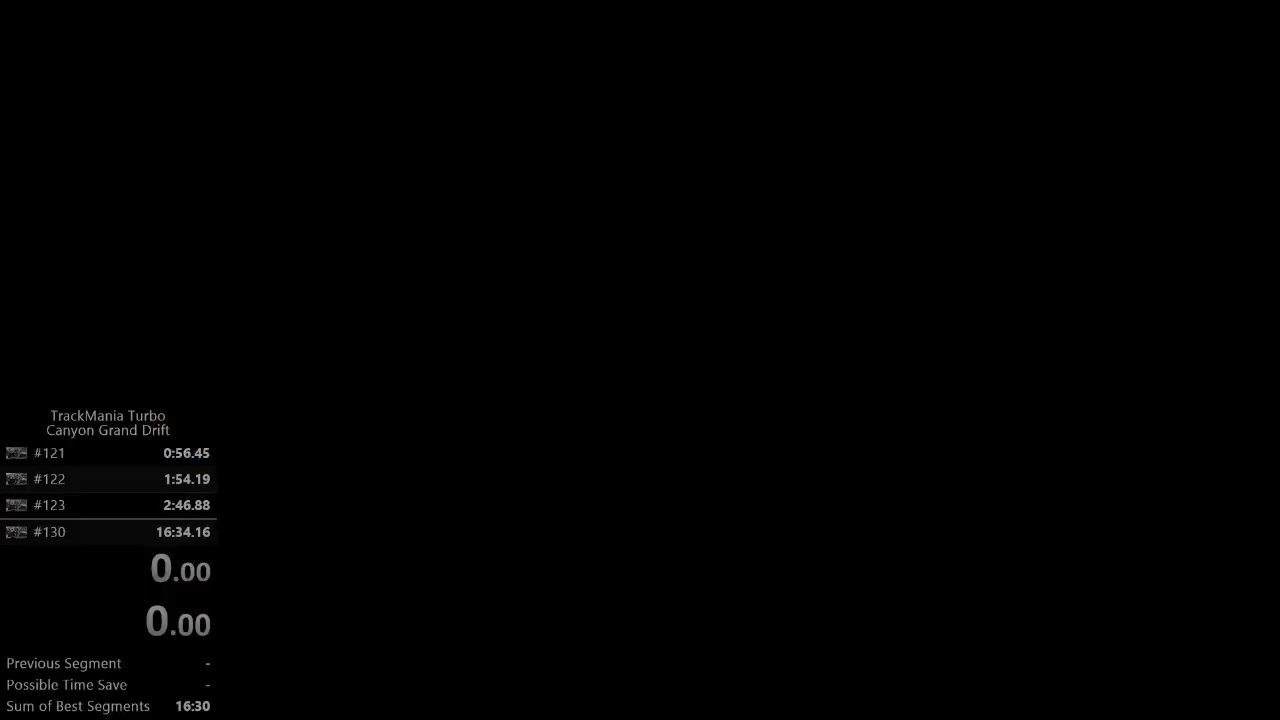 TrackMania Turbo
Canyon Grand Drift
#121 0:56.45
#122 1:54.19
#123 2:46.88
#130 16:34.16
0.00
0.00
Previous Segment -
Possible Time Save -
Sum of Best Segments 16:30